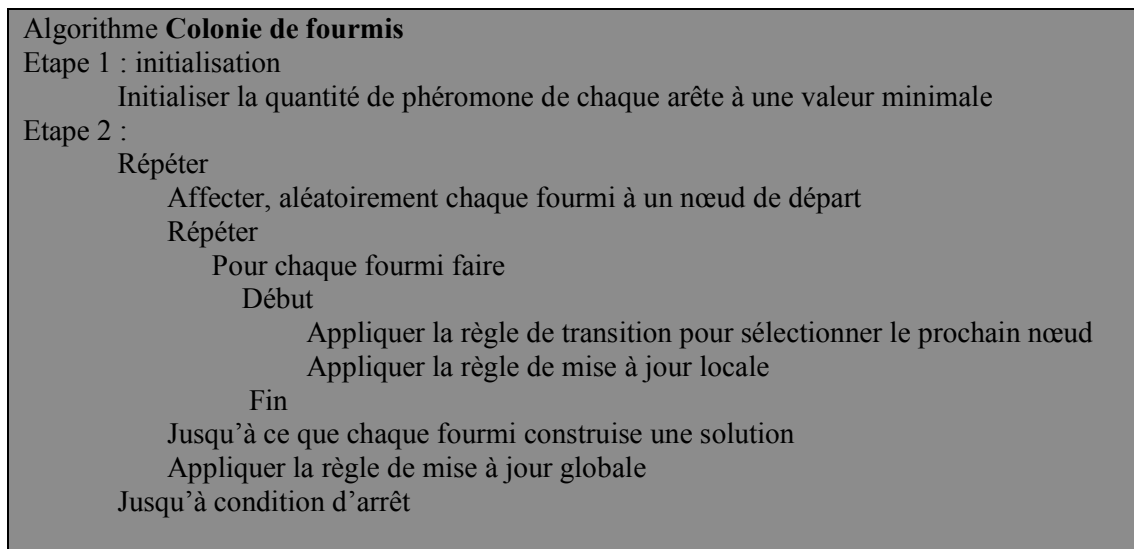 Algorithme Colonie de fourmis
Etape 1 : initialisation
Initialiser la quantité de phéromone de chaque arête à une valeur minimale
Etape 2 :
Répéter
Affecter, aléatoirement chaque fourmi à un nœud de départ
Répéter
Pour chaque fourmi faire
Début
Appliquer la règle de transition pour sélectionner le prochain nœud
Appliquer la règle de mise à jour locale
Fin
Jusqu’à ce que chaque fourmi construise une solution
Appliquer la règle de mise à jour globale
Jusqu’à condition d’arrêt